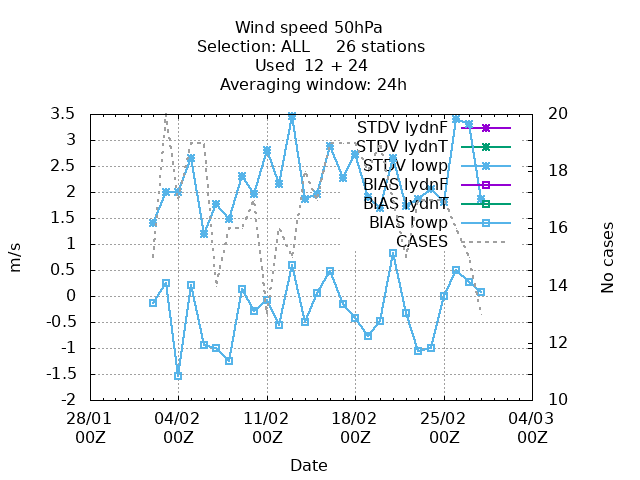 Wind speed 50hPa
Selection: ALL     26 stations
Used  12 + 24
Averaging window: 24h
3.5
3
2.5
2
1.5
1
0.5
0
-0.5
-1
-1.5
-2
m/s
STDV lydnF
STDV lydnT
STDV lowp
BIAS lydnF
BIAS lydnT
BIAS lowp
CASES
20
18
16
14
12
10
No cases
28/01 04/02 11/02 18/02 25/02 04/03
00Z 00Z 00Z 00Z 00Z 00Z
Date